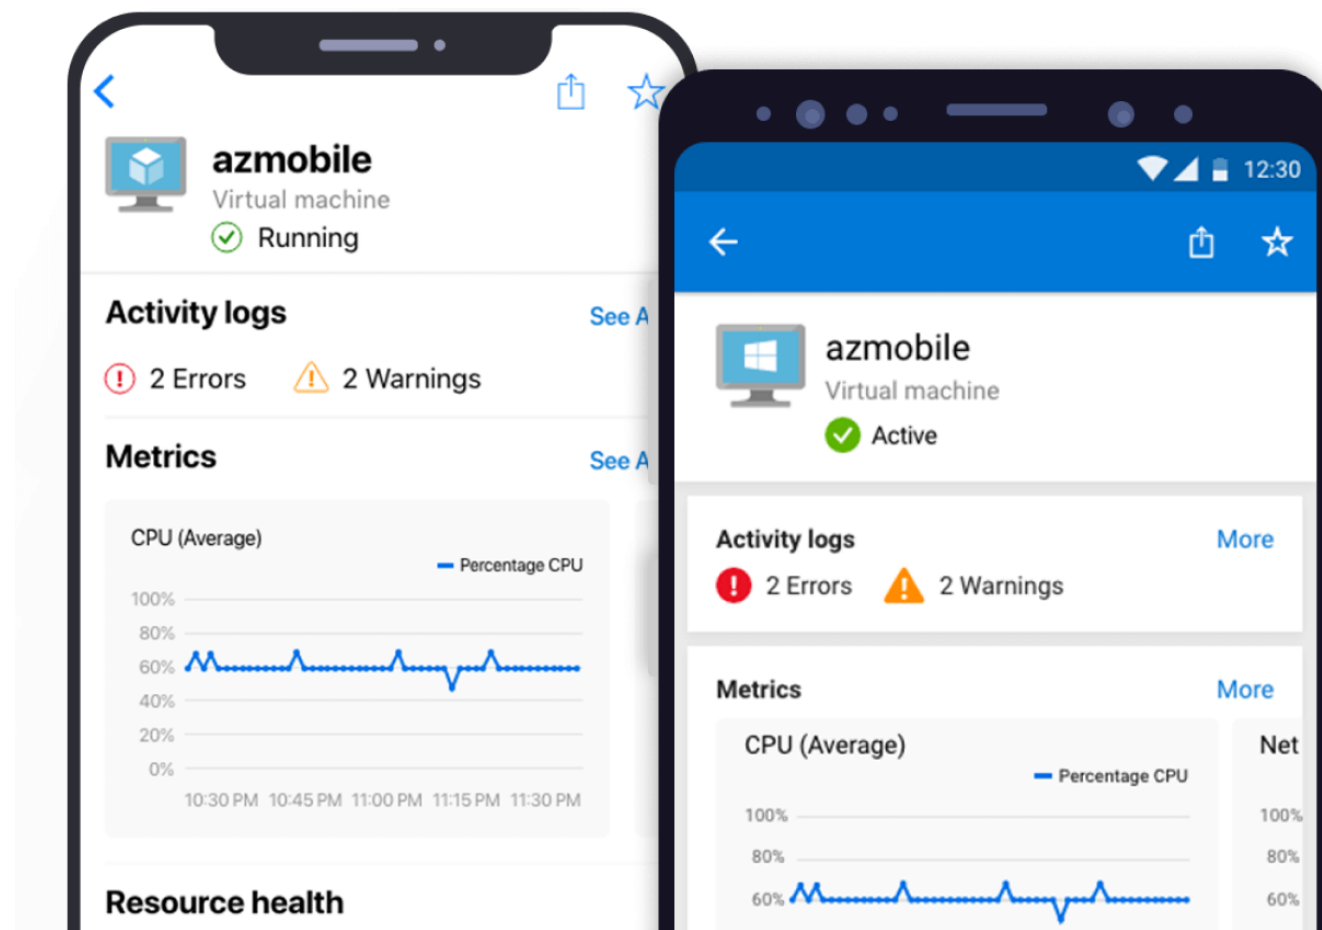 azmobile
Virtual machine
Running
Activity logs
See A
2 Errors 2 Warnings
Metrics
See A
CPU (Average)
Percentage CPU
100%
80%
60%
40%
20%
0%
10:30 PM 10:45 PM 11:00 PM 11:15 PM 11:30 PM
Resource health
12:30
azmobile
Virtual machine
Active
Activity logs
More
2 Errors 2 Warnings
Metrics
More
CPU (Average)
Percentage CPU
100%
80%
60%
Net
100%
80%
60%